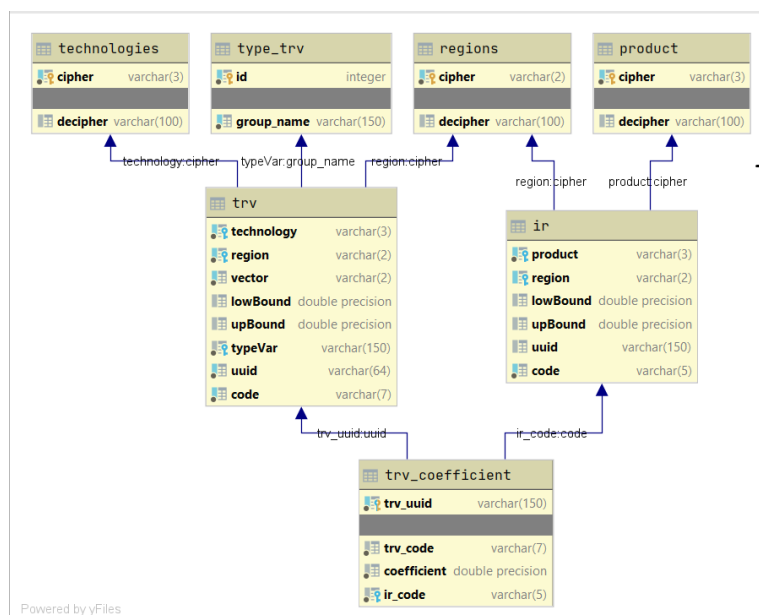 technologies
cipher varchar(3)
decipher varchar(100)
type_trv
id integer
group_name varchar(150)
regions
cipher varchar(2)
decipher varchar(100)
product
cipher varchar(3)
decipher varchar(100)
technology:cipher
typeVar:group_name
region:cipher
region:cipher
product:cipher
trv
technology varchar(3)
region varchar(2)
vector varchar(2)
lowBound double precision
upBound double precision
typeVar varchar(150)
uuid varchar(64)
code varchar(7)
ir
product varchar(3)
region varchar(2)
lowBound double precision
upBound double precision
uuid varchar(150)
code varchar(5)
trv_uuid:uuid
ir_code:code
trv_coefficient
trv_uuid varchar(150)
trv_code varchar(7)
coefficient double precision
ir_code varchar(5)
Powered by yFiles